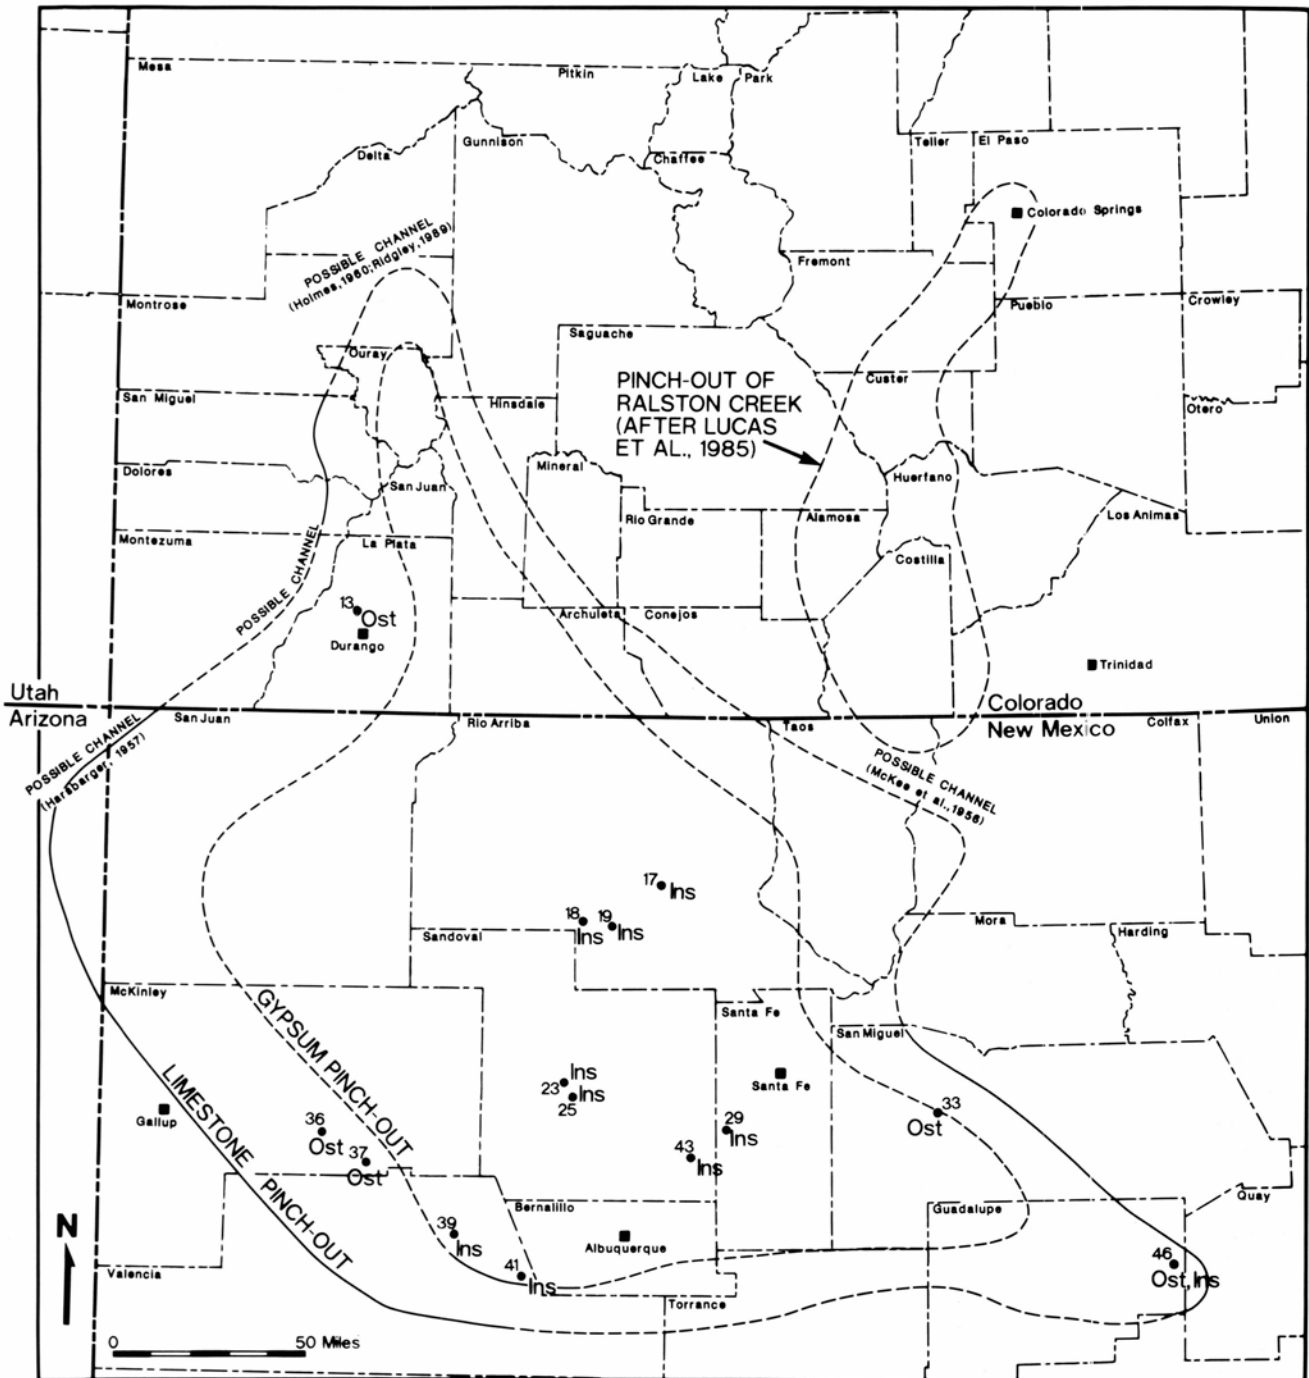 Mesa
Pitkin
Lake
Park
Delta
Gunnison
Chaffee
Teller
El Paso
Colorado Springs
POSSIBLE CHANNEL
(Holmes, 1960; Ridgley, 1989)
Fremont
Montrose
Saguache
Pueblo
Crowley
Ouray
PINCH-OUT OF
RALSTON CREEK
(AFTER LUCAS
ET AL., 1985)
Custer
San Miguel
Hinsdale
Otero
Dolores
San Juan
Mineral
Huerfano
Rio Grande
Alamosa
Los Animas
Montezuma
La Plata
Costilla
POSSIBLE CHANNEL
13
Ost
Durango
Archuleta
Conejos
Trinidad
Utah
Arizona
San Juan
Rio Arriba
Taos
Colorado
New Mexico
Colfax
Union
POSSIBLE CHANNEL
(Harshbarger, 1957)
POSSIBLE CHANNEL
(McKee et al., 1956)
17
Ins
18
Ins
19
Ins
Sandoval
Mora
Harding
McKinley
GYPSUM PINCH-OUT
Santa Fe
San Miguel
Santa Fe
23
Ins
25
Ins
LIMESTONE PINCH-OUT
Gallup
36
Ost
37
Ost
29
Ins
43
Ins
33
Ost
Bernalillo
Guadalupe
Quay
39
Ins
41
Ins
Albuquerque
46
Ost, Ins
N
Valencia
Torrance
0
50 Miles